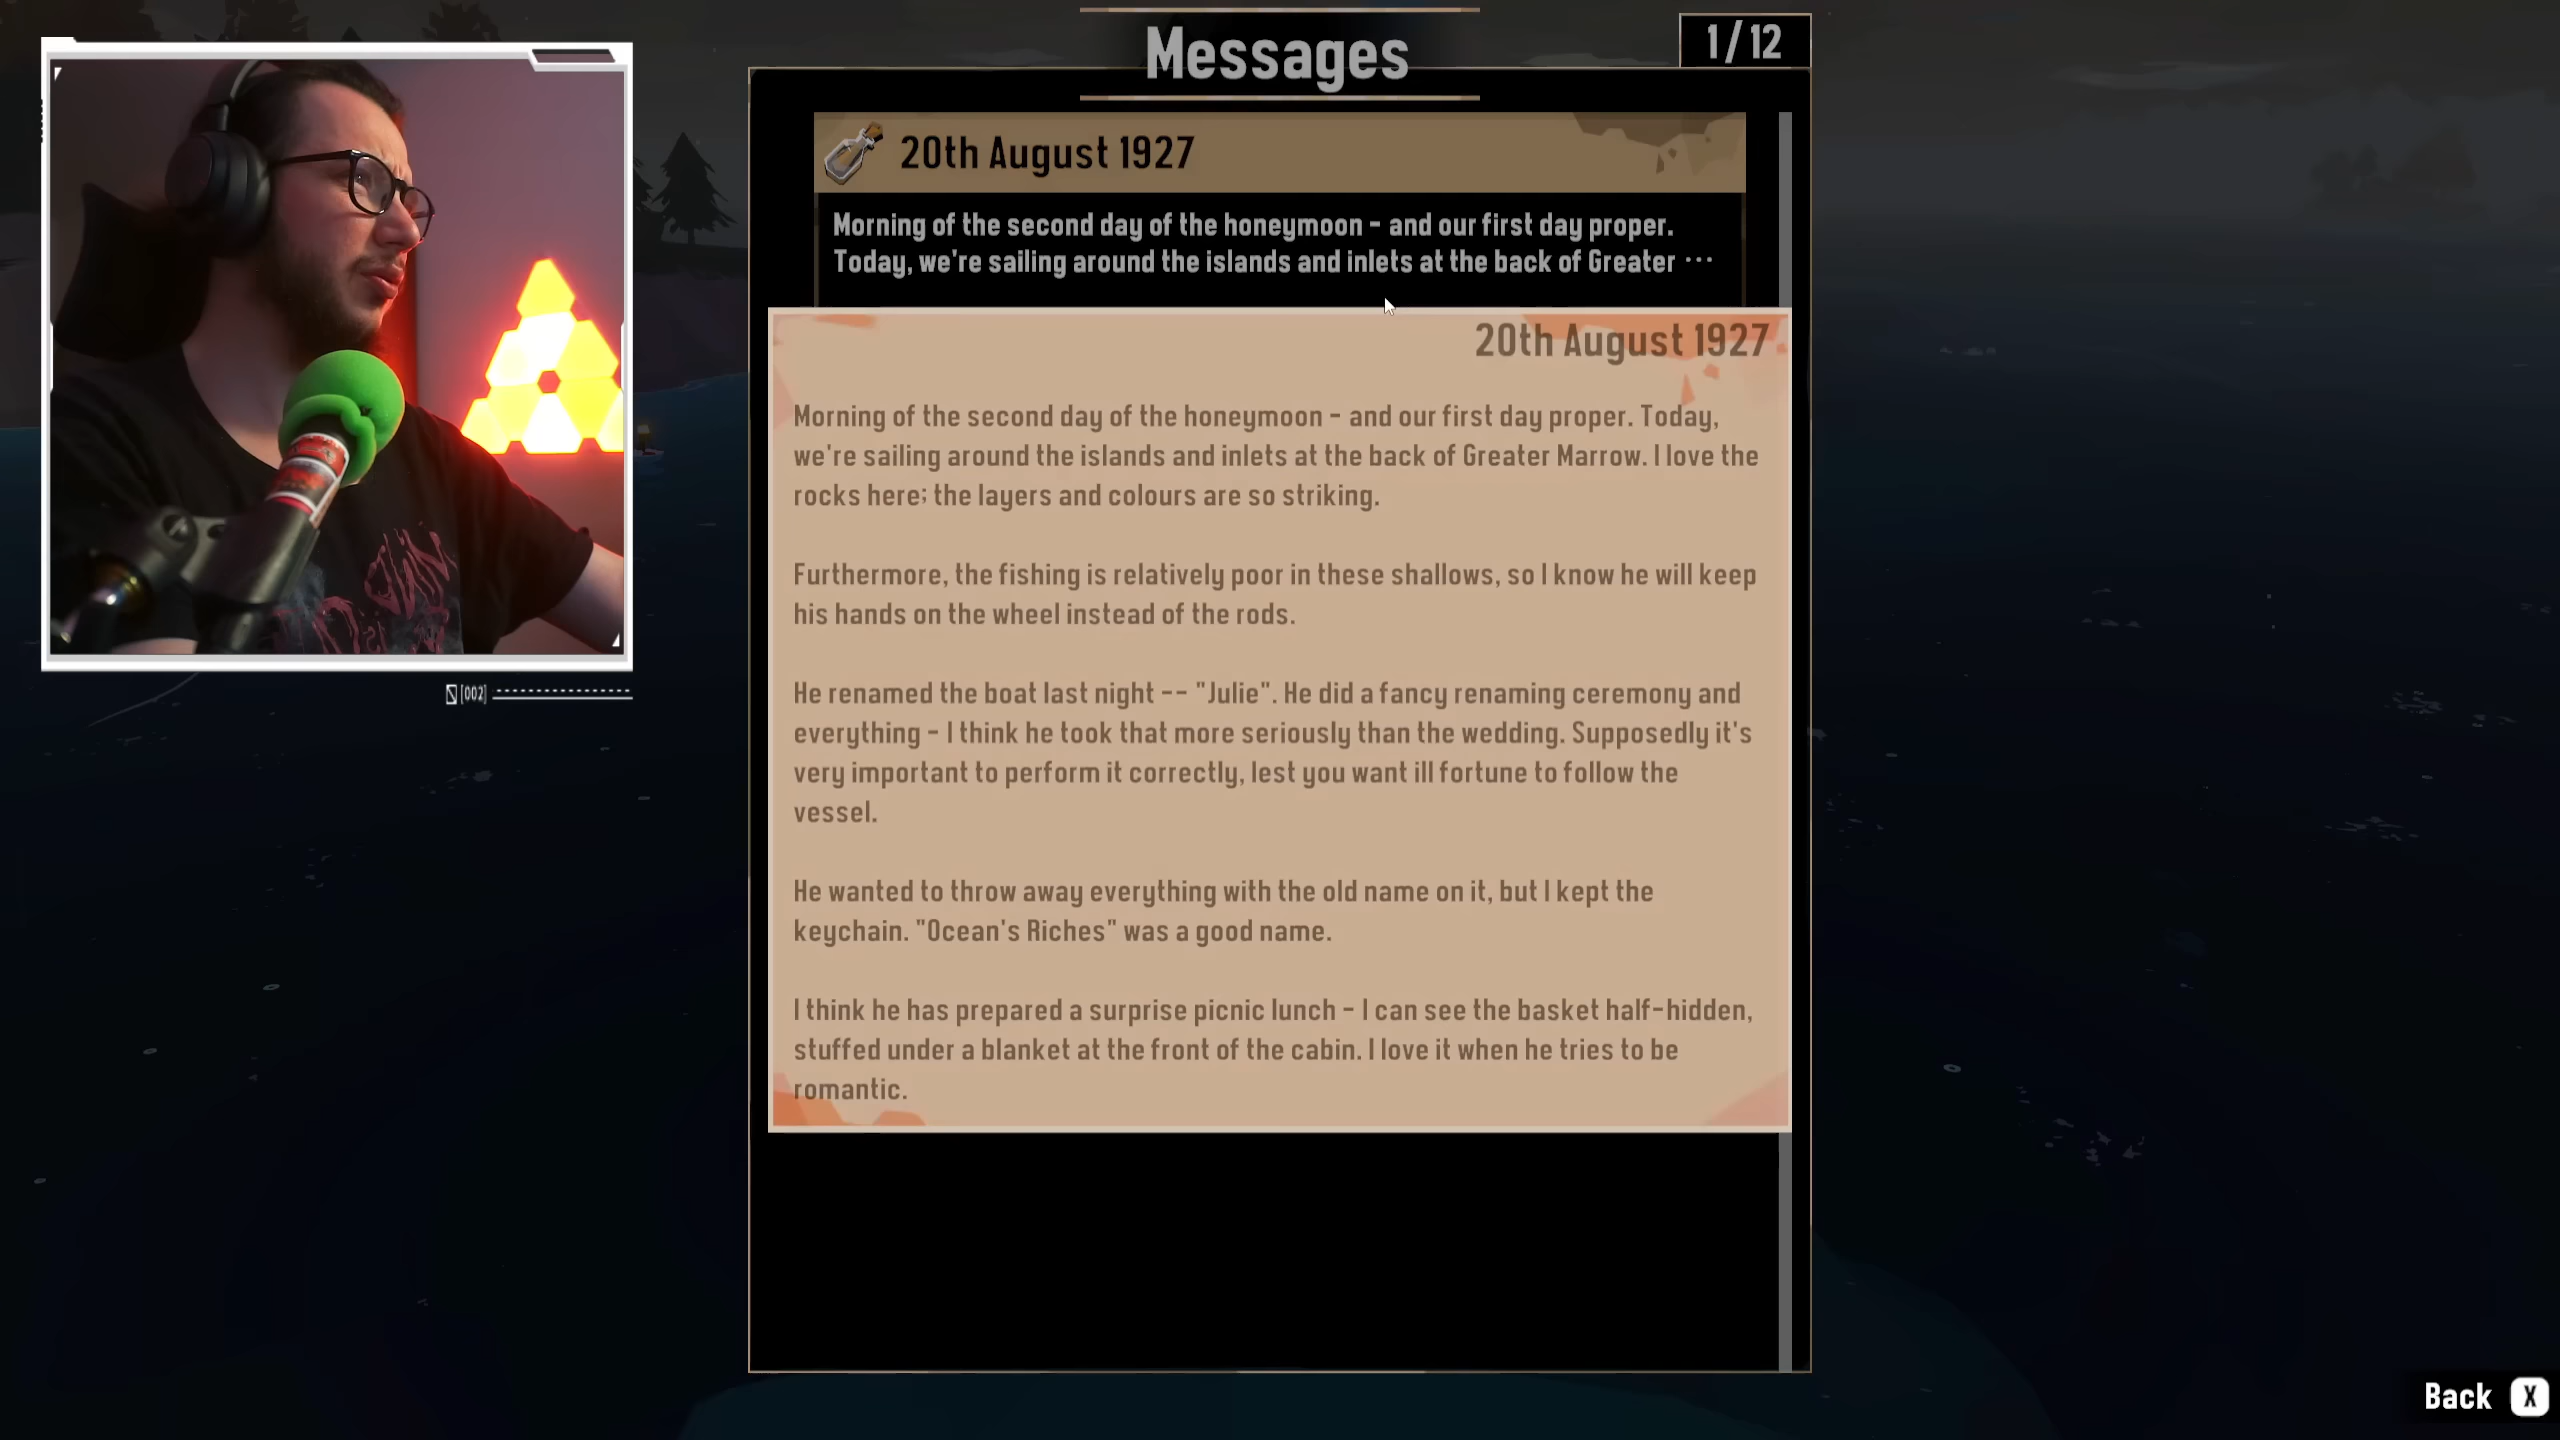 Messages
1/12
20th August 1927
Morning of the second day of the honeymoon - and our first day proper.
Today, we're sailing around the islands and inlets at the back of Greater ...
20th August 1927
Morning of the second day of the honeymoon - and our first day proper. Today,
we're sailing around the islands and inlets at the back of Greater Marrow. I love the
rocks here; the layers and colours are so striking.
Furthermore, the fishing is relatively poor in these shallows, so I know he will keep
his hands on the wheel instead of the rods.
He renamed the boat last night -- "Julie". He did a fancy renaming ceremony and
everything - I think he took that more seriously than the wedding. Supposedly it's
very important to perform it correctly, lest you want ill fortune to follow the
vessel.
He wanted to throw away everything with the old name on it, but I kept the
keychain. "Ocean's Riches" was a good name.
I think he has prepared a surprise picnic lunch - I can see the basket half-hidden,
stuffed under a blanket at the front of the cabin. I love it when he tries to be
romantic.
[002]
Back X